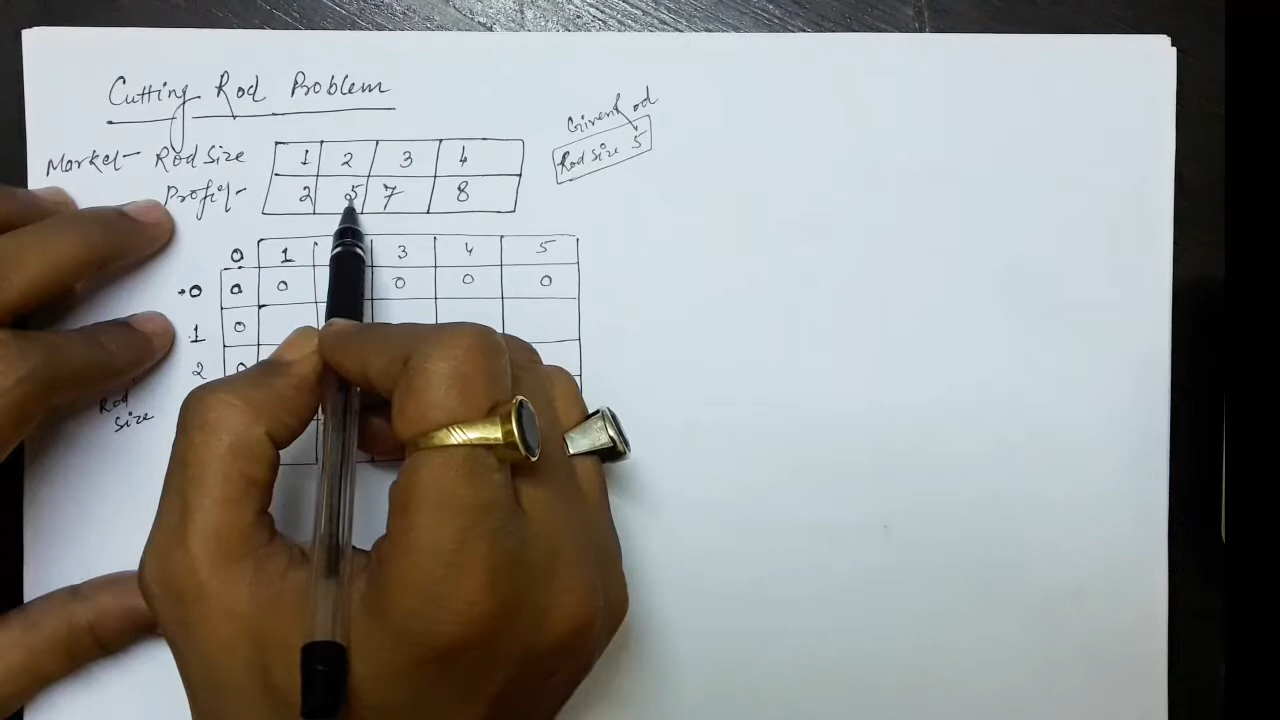 Cutting Rod Problem
Given Rod
Rod size 5
Market- Rod Size 1 2 3 4
Profit- 2 5 7 8
0 1 3 4 5
0 0 0 0 0 0
1 0
2 0
Rod
Size